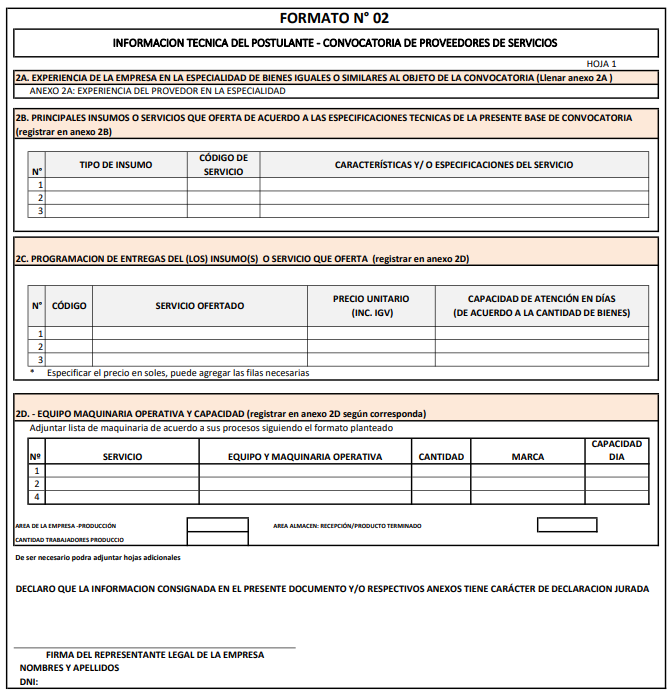 FORMATO N° 02
INFORMACION TECNICA DEL POSTULANTE - CONVOCATORIA DE PROVEEDORES DE SERVICIOS
HOJA 1
2A. EXPERIENCIA DE LA EMPRESA EN LA ESPECIALIDAD DE BIENES IGUALES O SIMILARES AL OBJETO DE LA CONVOCATORIA (Llenar anexo 2A )
ANEXO 2A: EXPERIENCIA DEL PROVEDOR EN LA ESPECIALIDAD
2B. PRINCIPALES INSUMOS O SERVICIOS QUE OFERTA DE ACUERDO A LAS ESPECIFICACIONES TECNICAS DE LA PRESENTE BASE DE CONVOCATORIA
(registrar en anexo 2B)
N° TIPO DE INSUMO CÓDIGO DE SERVICIO CARACTERÍSTICAS Y/ O ESPECIFICACIONES DEL SERVICIO
1
2
3
2C. PROGRAMACION DE ENTREGAS DEL (LOS) INSUMO(S) O SERVICIO QUE OFERTA (registrar en anexo 2D)
N° CÓDIGO SERVICIO OFERTADO PRECIO UNITARIO (INC. IGV) CAPACIDAD DE ATENCIÓN EN DÍAS (DE ACUERDO A LA CANTIDAD DE BIENES)
1
2
3
* Especificar el precio en soles, puede agregar las filas necesarias
2D. - EQUIPO MAQUINARIA OPERATIVA Y CAPACIDAD (registrar en anexo 2D según corresponda)
Adjuntar lista de maquinaria de acuerdo a sus procesos siguiendo el formato planteado
Nº SERVICIO EQUIPO Y MAQUINARIA OPERATIVA CANTIDAD MARCA CAPACIDAD DIA
1
2
4
AREA DE LA EMPRESA -PRODUCCIÓN AREA ALMACEN: RECEPCIÓN/PRODUCTO TERMINADO
CANTIDAD TRABAJADORES PRODUCCIO
De ser necesario podra adjuntar hojas adicionales
DECLARO QUE LA INFORMACION CONSIGNADA EN EL PRESENTE DOCUMENTO Y/O RESPECTIVOS ANEXOS TIENE CARÁCTER DE DECLARACION JURADA
FIRMA DEL REPRESENTANTE LEGAL DE LA EMPRESA
NOMBRES Y APELLIDOS
DNI: